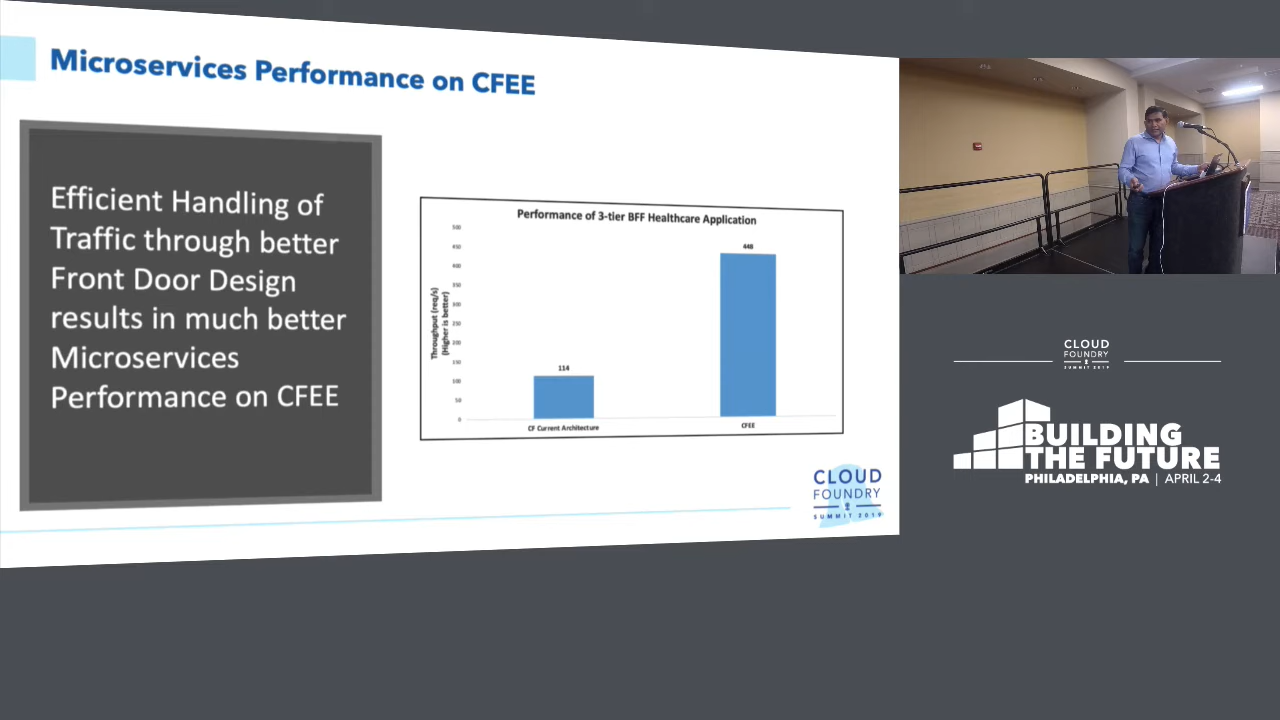 Microservices Performance on CFEE
Efficient Handling of
Traffic through better
Front Door Design
results in much better
Microservices
Performance on CFEE
Performance of 3-tier BFF Healthcare Application
Throughput (req/s)
(Higher is better)
500
450
400
350
300
250
200
150
100
50
0
114
448
CF Current Architecture
CFEE
CLOUD
FOUNDRY
SUMMIT 2019
CLOUD
FOUNDRY
SUMMIT 2019
BUILDING
THE FUTURE
PHILADELPHIA, PA | APRIL 2-4